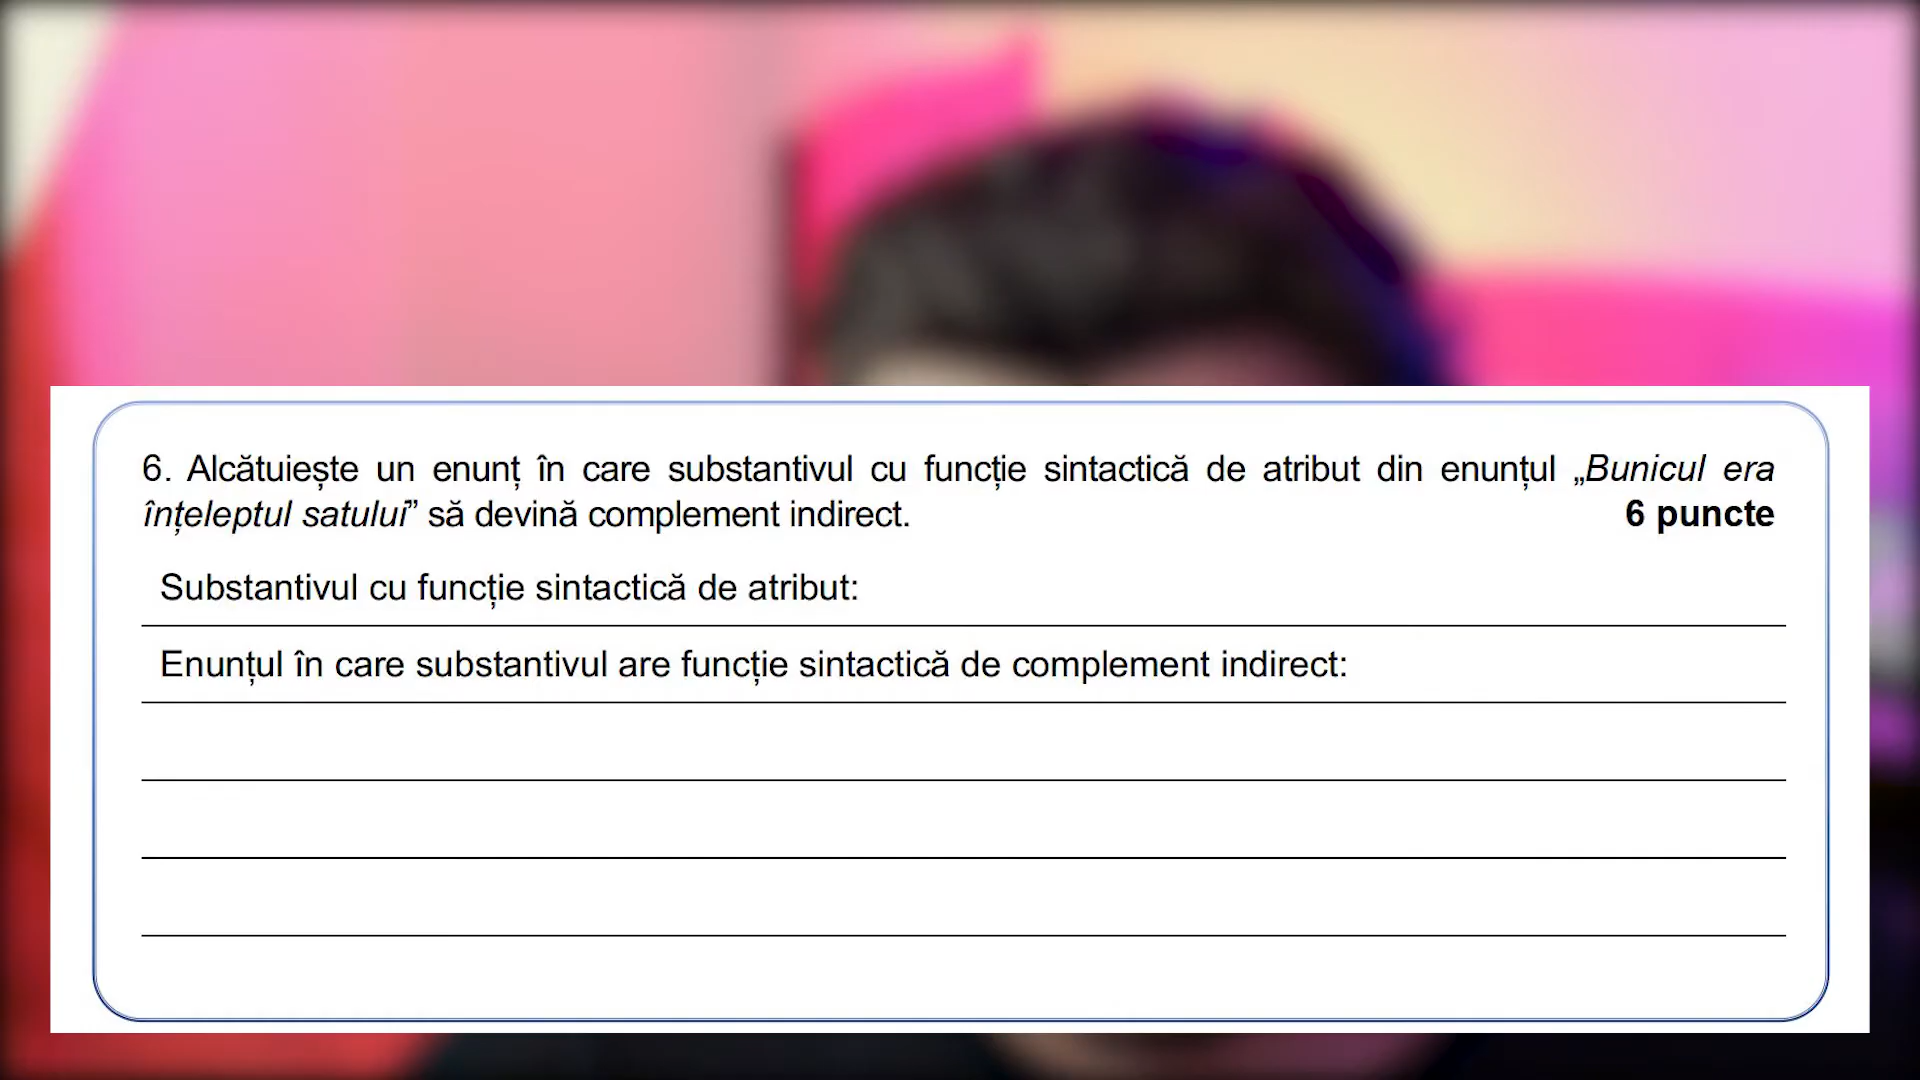 6. Alcătuiește un enunț în care substantivul cu funcție sintactică de atribut din enunțul „Bunicul era
înțeleptul satului” să devină complement indirect. 6 puncte
Substantivul cu funcție sintactică de atribut:
Enunțul în care substantivul are funcție sintactică de complement indirect: